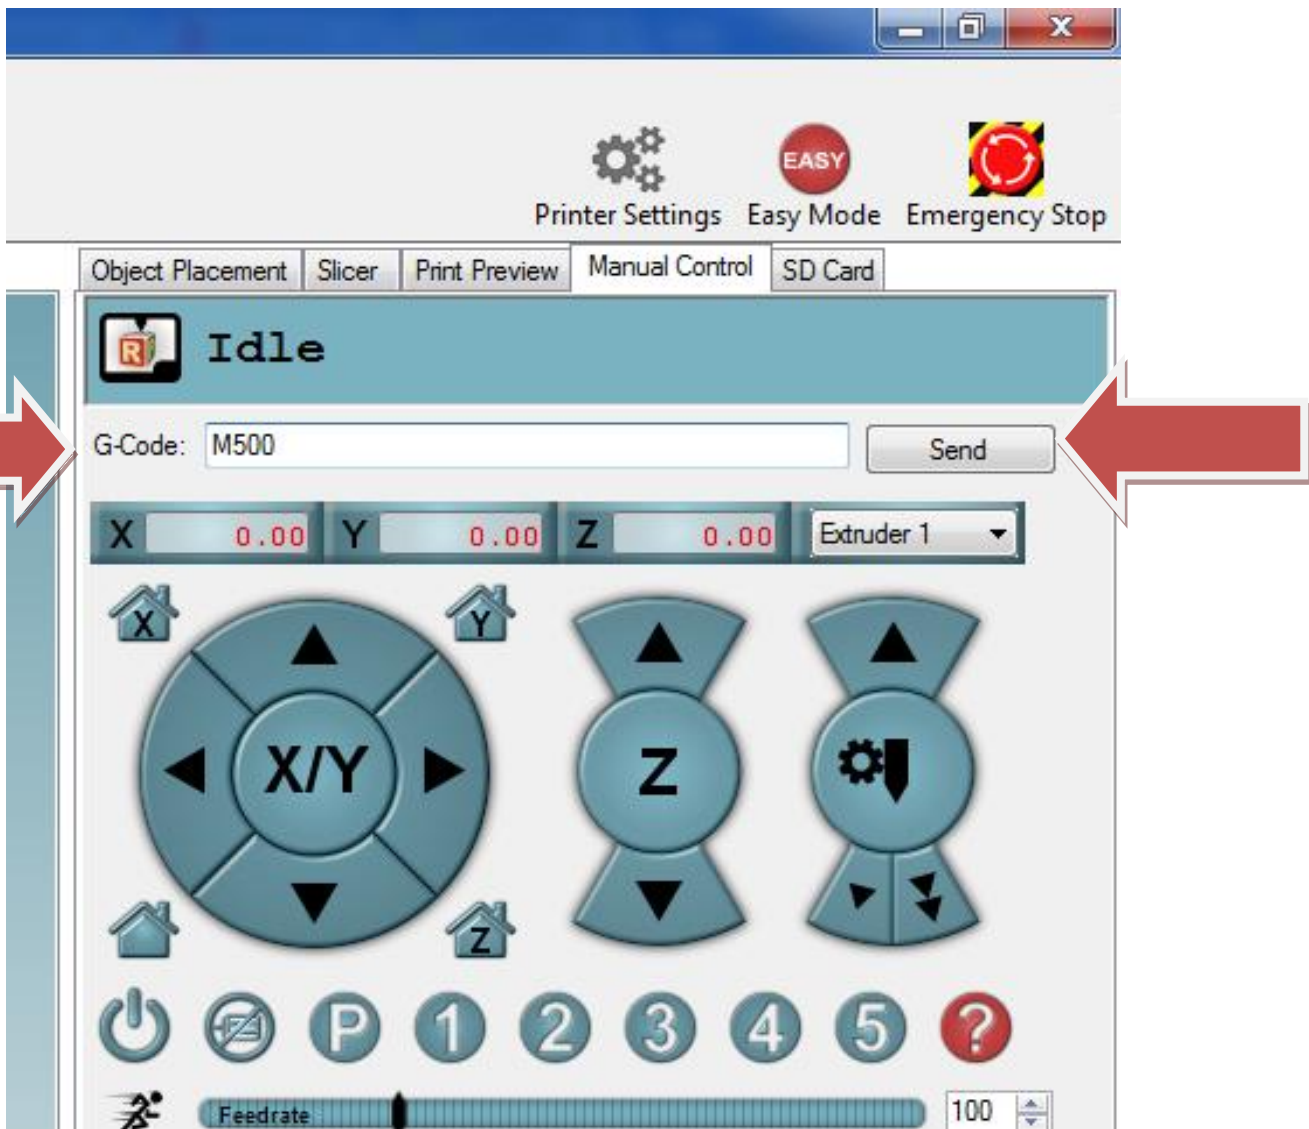 EASY
Printer Settings Easy Mode Emergency Stop
Object Placement Slicer Print Preview Manual Control SD Card
R Idle
G-Code: M500 Send
X 0.00 Y 0.00 Z 0.00 Extruder 1
X Y
X/Y Z
Z
P 1 2 3 4 5 ?
Feedrate 100